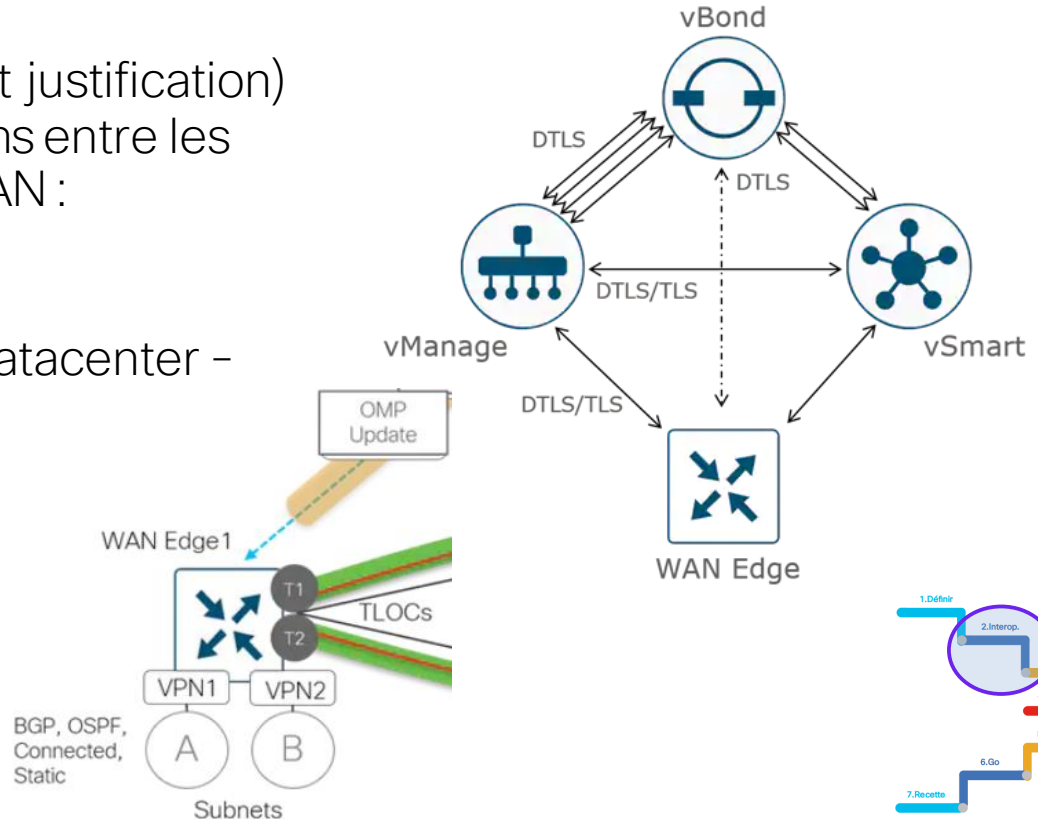 t justification)
ns entre les
AN :
atacenter –
vBond
DTLS
DTLS
DTLS/TLS
vManage
vSmart
DTLS/TLS
WAN Edge
OMP
Update
WAN Edge1
T1
TLOCs
T2
VPN1
VPN2
BGP, OSPF,
Connected,
Static
A
B
Subnets
1.Définir
2.Interop.
6.Go
7.Recette